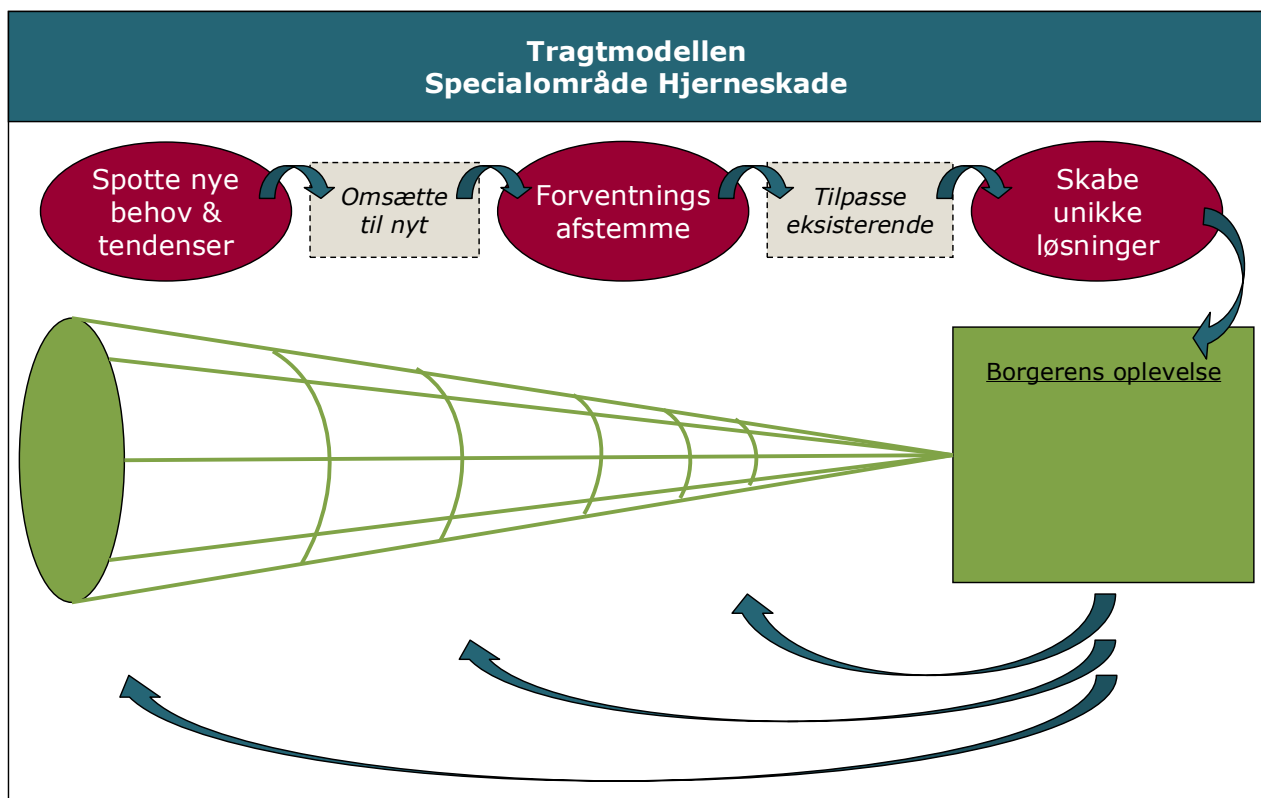 Tragtmodellen
Specialområde Hjerneskade
Spotte nye
behov &
tendenser
Omsætte
til nyt
Forventnings
afstemme
Tilpasse
eksisterende
Skabe
unikke
løsninger
Borgerens oplevelse